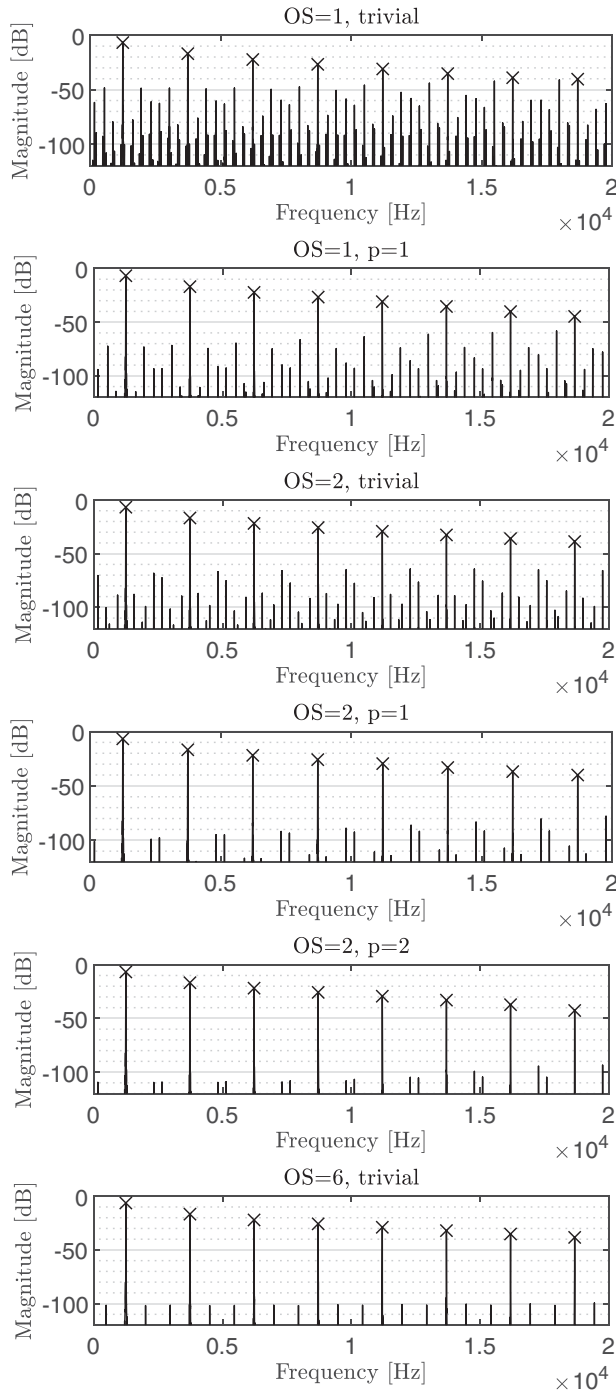 OS=1, trivial
Magnitude [dB]
0
-50
-100
0 0.5 1 1.5 2
Frequency [Hz]
×10^4
OS=1, p=1
Magnitude [dB]
0
-50
-100
0 0.5 1 1.5 2
Frequency [Hz]
×10^4
OS=2, trivial
Magnitude [dB]
0
-50
-100
0 0.5 1 1.5 2
Frequency [Hz]
×10^4
OS=2, p=1
Magnitude [dB]
0
-50
-100
0 0.5 1 1.5 2
Frequency [Hz]
×10^4
OS=2, p=2
Magnitude [dB]
0
-50
-100
0 0.5 1 1.5 2
Frequency [Hz]
×10^4
OS=6, trivial
Magnitude [dB]
0
-50
-100
0 0.5 1 1.5 2
Frequency [Hz]
×10^4